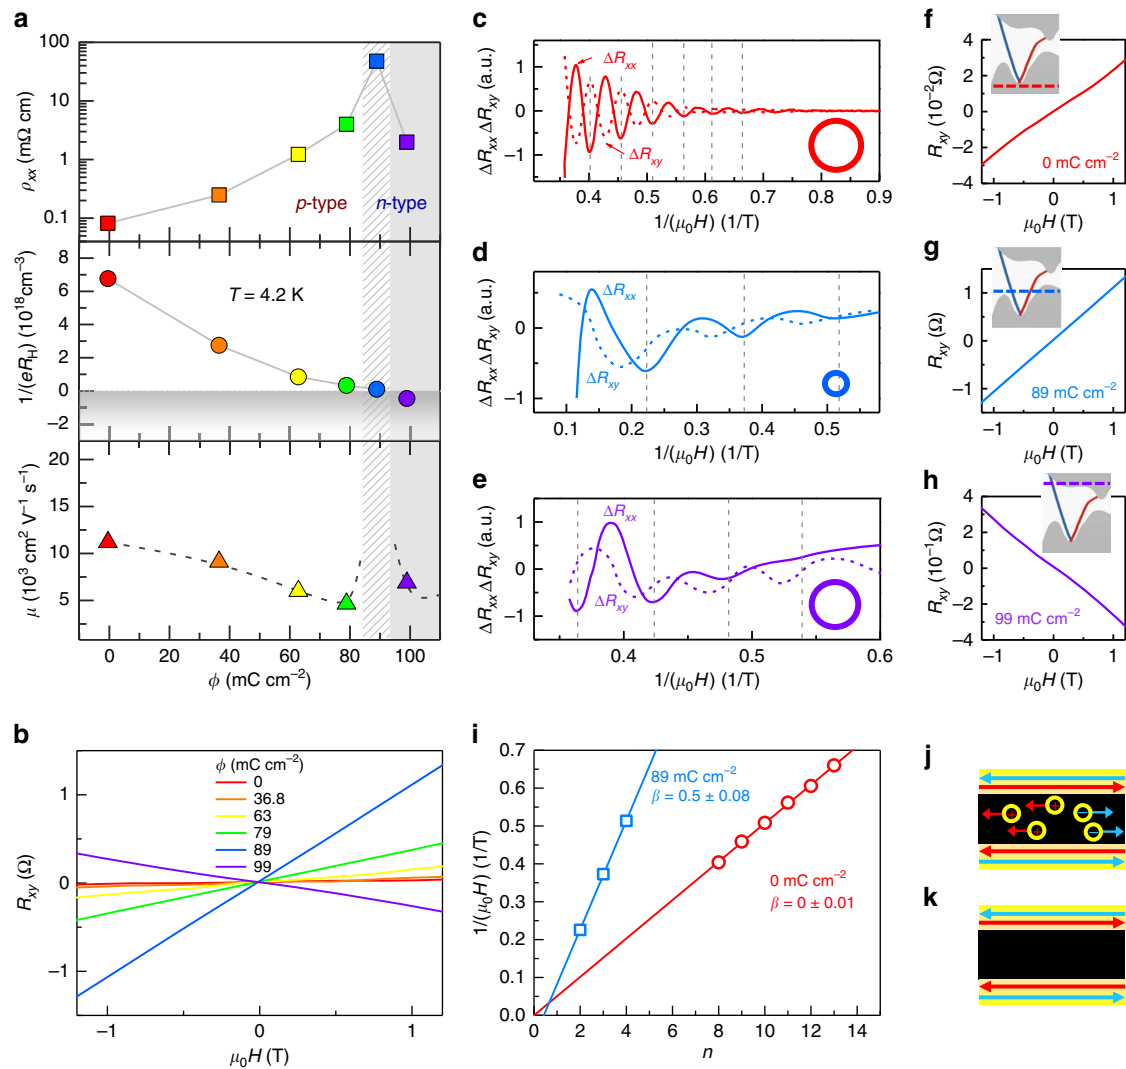 a
100
10
1
0.1
ρxx (mΩ cm)
p-type
n-type
8
6
4
2
0
−2
1/(eRH) (10^18cm−3)
T = 4.2 K
20
15
10
5
μ (10^3 cm2 V−1 s−1)
0 20 40 60 80 100
ϕ (mC cm−2)
b
1
0
−1
Rxy (Ω)
ϕ (mC cm−2)
0
36.8
63
79
89
99
−1 0 1
μ0H (T)
c
1
0
−1
ΔRxx ΔRxy (a.u.)
ΔRxx
ΔRxy
0.4 0.5 0.6 0.7 0.8 0.9
1/(μ0H) (1/T)
d
1
0
−1
ΔRxx ΔRxy (a.u.)
ΔRxx
ΔRxy
0.1 0.2 0.3 0.4 0.5
1/(μ0H) (1/T)
e
1
0
−1
ΔRxx ΔRxy (a.u.)
ΔRxx
ΔRxy
0.4 0.5 0.6
1/(μ0H) (1/T)
f
4
2
0
−2
−4
Rxy (10−2Ω)
0 mC cm−2
−1 0 1
μ0H (T)
g
1
0
−1
Rxy (Ω)
89 mC cm−2
−1 0 1
μ0H (T)
h
4
2
0
−2
−4
Rxy (10−1Ω)
99 mC cm−2
−1 0 1
μ0H (T)
i
0.7
0.6
0.5
0.4
0.3
0.2
0.1
0.0
1/(μ0H) (1/T)
89 mC cm−2
β = 0.5 ± 0.08
0 mC cm−2
β = 0 ± 0.01
0 2 4 6 8 10 12 14
n
j
+ + + − −
k